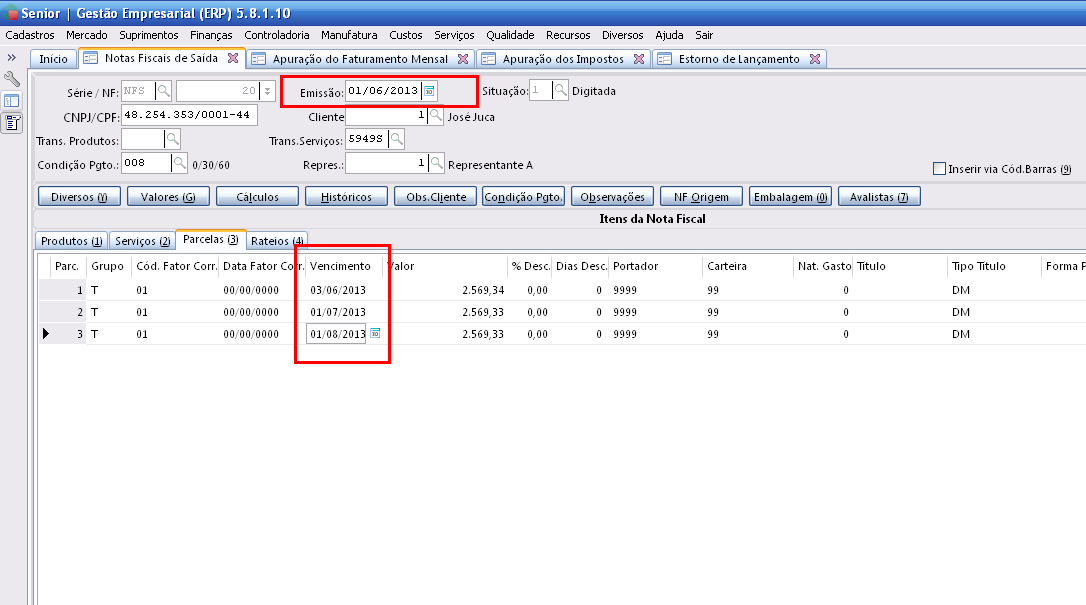 Senior | Gestão Empresarial (ERP) 5.8.1.10
Cadastros Mercado Suprimentos Finanças Controladoria Manufatura Custos Serviços Qualidade Recursos Diversos Ajuda Sair
Início Notas Fiscais de Saída Apuração do Faturamento Mensal Apuração dos Impostos Estorno de Lançamento
Série / NF: NFS 20 Emissão: 01/06/2013 Situação: 1 Digitada
CNPJ/CPF: 48.254.353/0001-44 Cliente 1 José Juca
Trans. Produtos: Trans.Serviços: 5949S
Condição Pgto.: 008 0/30/60 Repres.: 1 Representante A Inserir via Cód.Barras (9)
Diversos (V) Valores (G) Cálculos Históricos Obs.Cliente Condição Pgto. Observações NF Origem Embalagem (0) Avalistas (7)
Itens da Nota Fiscal
Produtos (1) Serviços (2) Parcelas (3) Rateios (4)
Parc. Grupo Cód. Fator Corr. Data Fator Corr. Vencimento Valor % Desc. Dias Desc. Portador Carteira Nat. Gasto Título Tipo Título Forma P
1 T 01 00/00/0000 03/06/2013 2.569,34 0,00 0 9999 99 0 DM
2 T 01 00/00/0000 01/07/2013 2.569,33 0,00 0 9999 99 0 DM
3 T 01 00/00/0000 01/08/2013 2.569,33 0,00 0 9999 99 0 DM